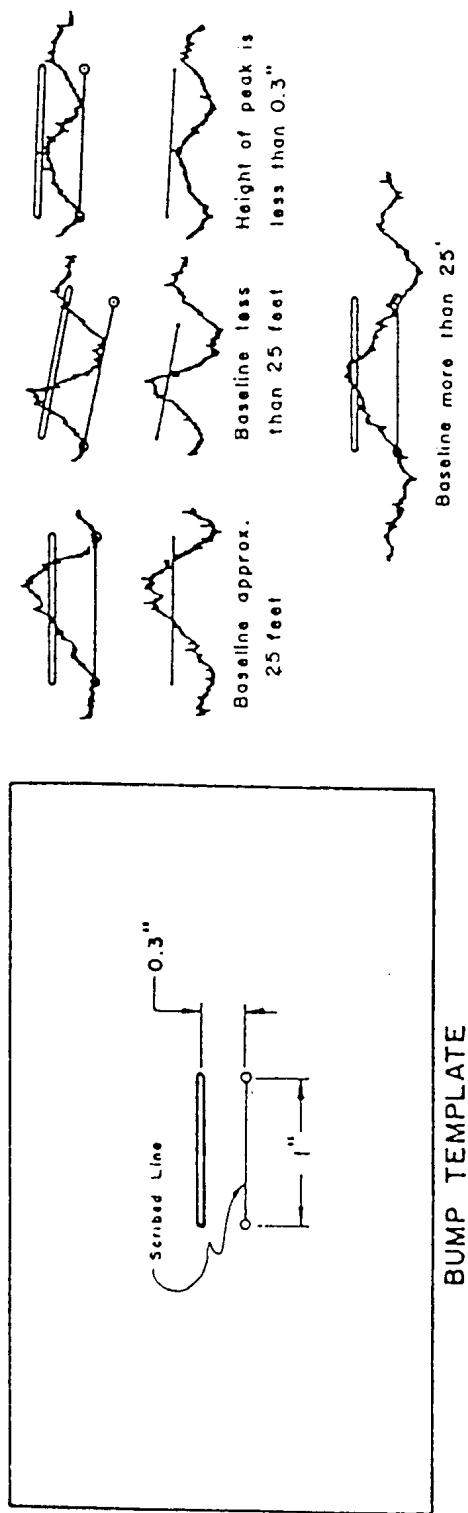 Scribed Line
0.3"
1"
BUMP TEMPLATE
Baseline approx.
25 feet
Baseline less
than 25 feet
Height of peak is
less than 0.3"
Baseline more than 25'